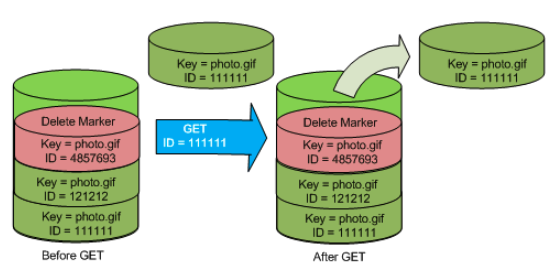 Key = photo.gif
ID = 111111
Key = photo.gif
ID = 111111
Delete Marker
Key = photo.gif
ID = 4857693
Key = photo.gif
ID = 121212
Key = photo.gif
ID = 111111
Before GET
GET
ID = 111111
Delete Marker
Key = photo.gif
ID = 4857693
Key = photo.gif
ID = 121212
Key = photo.gif
ID = 111111
After GET